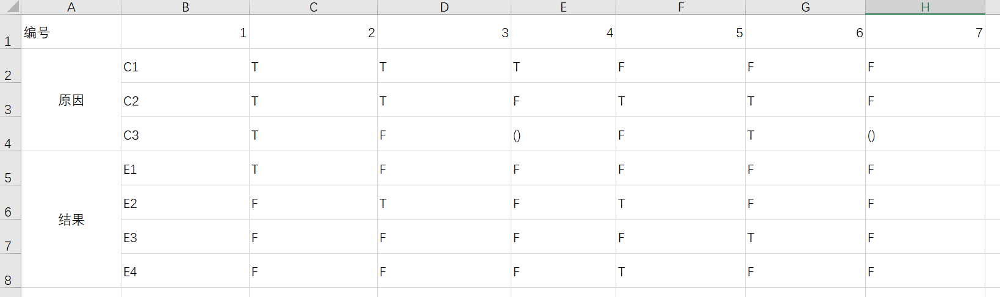 A B C D E F G H
1 编号 1 2 3 4 5 6 7
2 C1 T T T F F F
原因
3 C2 T T F T T F
4 C3 T F () F T ()
5 E1 T F F F F F
6 E2 F T F T F F
结果
7 E3 F F F F T F
8 E4 F F F T F F